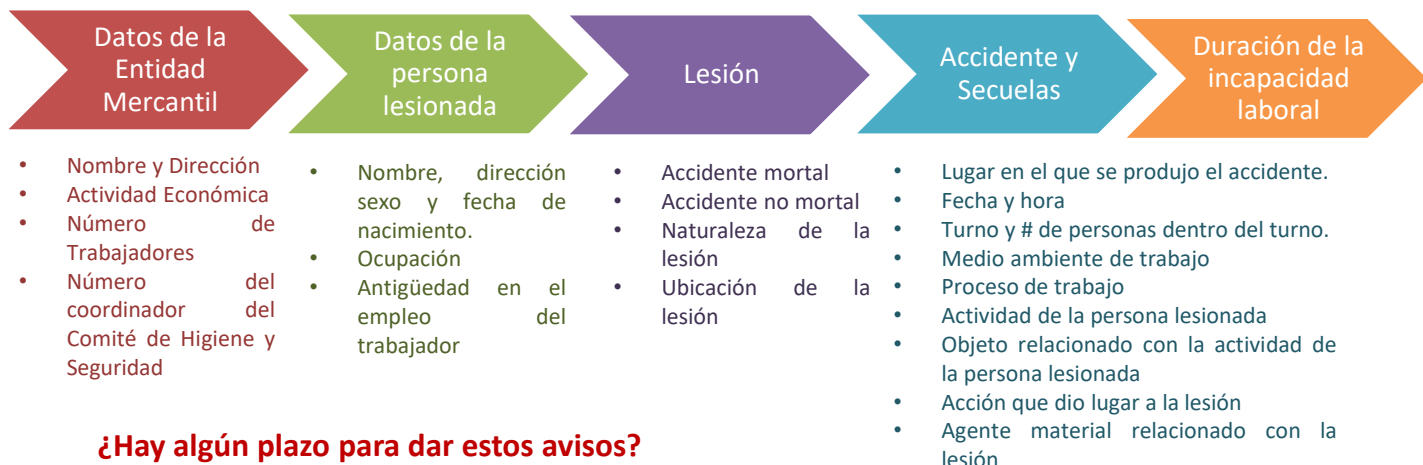 Datos de la
Entidad
Mercantil
Datos de la
persona
lesionada
Lesión
Accidente y
Secuelas
Duración de la
incapacidad
laboral
• Nombre y Dirección
• Actividad Económica
• Número de
Trabajadores
• Número del
coordinador del
Comité de Higiene y
Seguridad
• Nombre, dirección
sexo y fecha de
nacimiento.
• Ocupación
• Antigüedad en el
empleo del
trabajador
• Accidente mortal
• Accidente no mortal
• Naturaleza de la
lesión
• Ubicación de la
lesión
• Lugar en el que se produjo el accidente.
• Fecha y hora
• Turno y # de personas dentro del turno.
• Medio ambiente de trabajo
• Proceso de trabajo
• Actividad de la persona lesionada
• Objeto relacionado con la actividad de
la persona lesionada
• Acción que dio lugar a la lesión
• Agente material relacionado con la
lesión
¿Hay algún plazo para dar estos avisos?